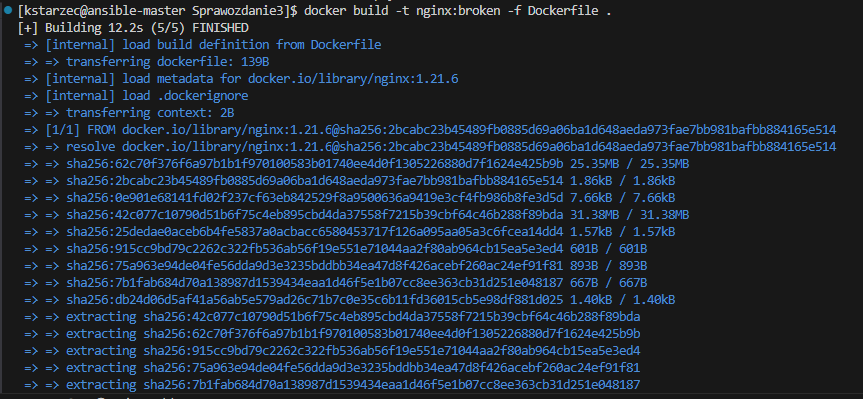 [kstarzec@ansible-master Sprawozdanie3]$ docker build -t nginx:broken -f Dockerfile .
[+] Building 12.2s (5/5) FINISHED
=> [internal] load build definition from Dockerfile
=> => transferring dockerfile: 139B
=> [internal] load metadata for docker.io/library/nginx:1.21.6
=> [internal] load .dockerignore
=> => transferring context: 2B
=> [1/1] FROM docker.io/library/nginx:1.21.6@sha256:2bcabc23b45489fb0885d69a06ba1d648aeda973fae7bb981bafbb884165e514
=> => resolve docker.io/library/nginx:1.21.6@sha256:2bcabc23b45489fb0885d69a06ba1d648aeda973fae7bb981bafbb884165e514
=> => sha256:62c70f376f6a97b1b1f970100583b01740ee4d0f1305226880d7f1624e425b9b 25.35MB / 25.35MB
=> => sha256:2bcabc23b45489fb0885d69a06ba1d648aeda973fae7bb981bafbb884165e514 1.86kB / 1.86kB
=> => sha256:0e901e68141fd02f237cf63eb842529f8a9500636a9419e3cf4fb986b8fe3d5d 7.66kB / 7.66kB
=> => sha256:42c077c10790d51b6f75c4eb895cbd4da37558f7215b39cbf64c46b288f89bda 31.38MB / 31.38MB
=> => sha256:25dedae0aceb6b4fe5837a0acbacc6580453717f126a095aa05a3c6fcea14dd4 1.57kB / 1.57kB
=> => sha256:915cc9bd79c2262c322fb536ab56f19e551e71044aa2f80ab964cb15ea5e3ed4 601B / 601B
=> => sha256:75a963e94de04fe56dda9d3e3235bddbb34ea47d8f426acebf260ac24ef91f81 893B / 893B
=> => sha256:7b1fab684d70a138987d1539434eaa1d46f5e1b07cc8ee363cb31d251e048187 667B / 667B
=> => sha256:db24d06d5af41a56ab5e579ad26c71b7c0e35c6b11fd36015cb5e98df881d025 1.40kB / 1.40kB
=> => extracting sha256:42c077c10790d51b6f75c4eb895cbd4da37558f7215b39cbf64c46b288f89bda
=> => extracting sha256:62c70f376f6a97b1b1f970100583b01740ee4d0f1305226880d7f1624e425b9b
=> => extracting sha256:915cc9bd79c2262c322fb536ab56f19e551e71044aa2f80ab964cb15ea5e3ed4
=> => extracting sha256:75a963e94de04fe56dda9d3e3235bddbb34ea47d8f426acebf260ac24ef91f81
=> => extracting sha256:7b1fab684d70a138987d1539434eaa1d46f5e1b07cc8ee363cb31d251e048187